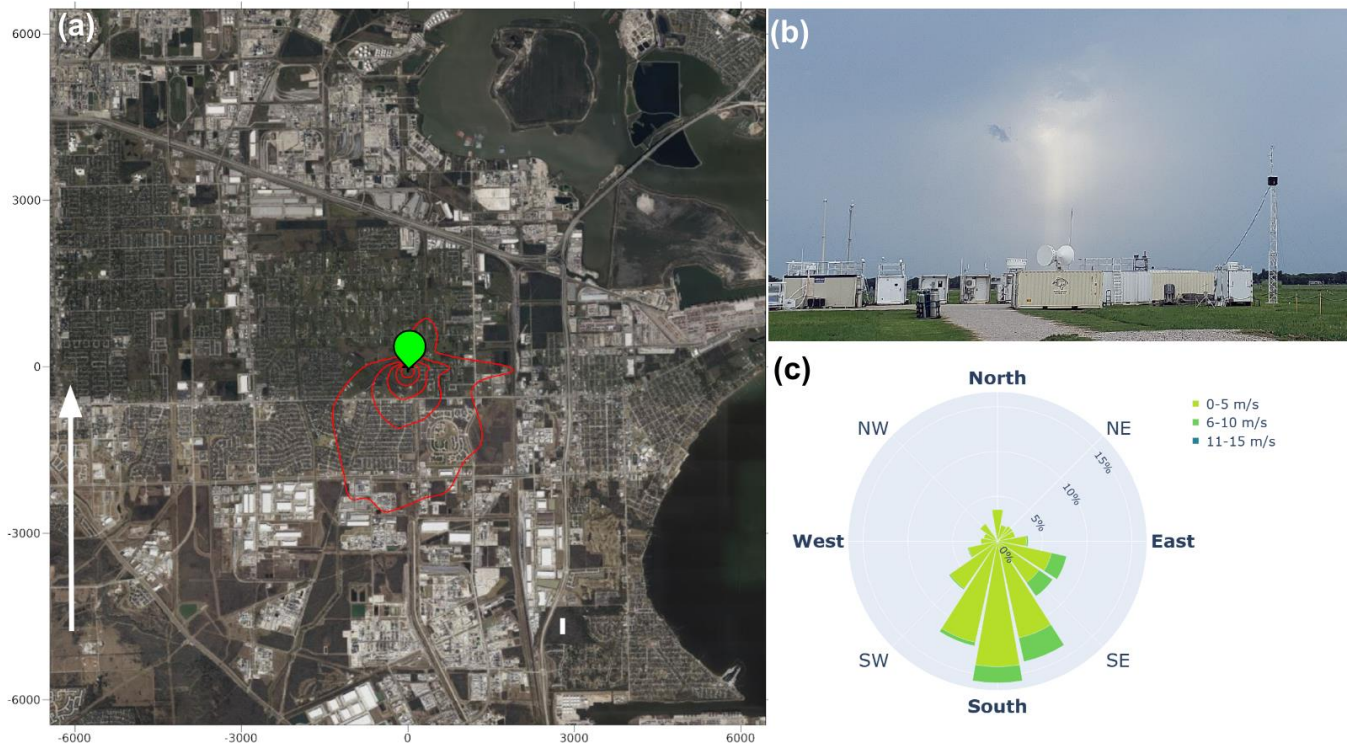 (a)
6000
3000
0
-3000
-6000
-6000
-3000
0
3000
6000
(b)
(c)
North
NW
NE
West
East
SW
SE
South
0%
5%
10%
15%
0-5 m/s
6-10 m/s
11-15 m/s